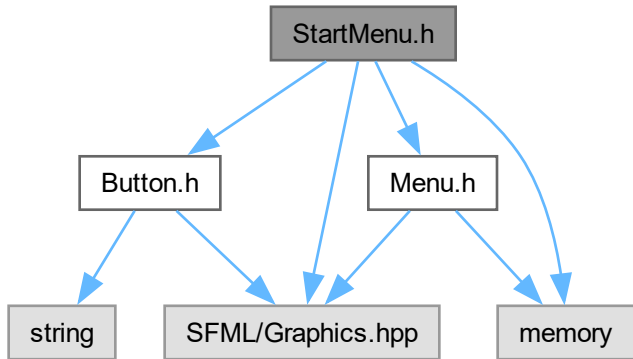 StartMenu.h
Button.h
Menu.h
string
SFML/Graphics.hpp
memory